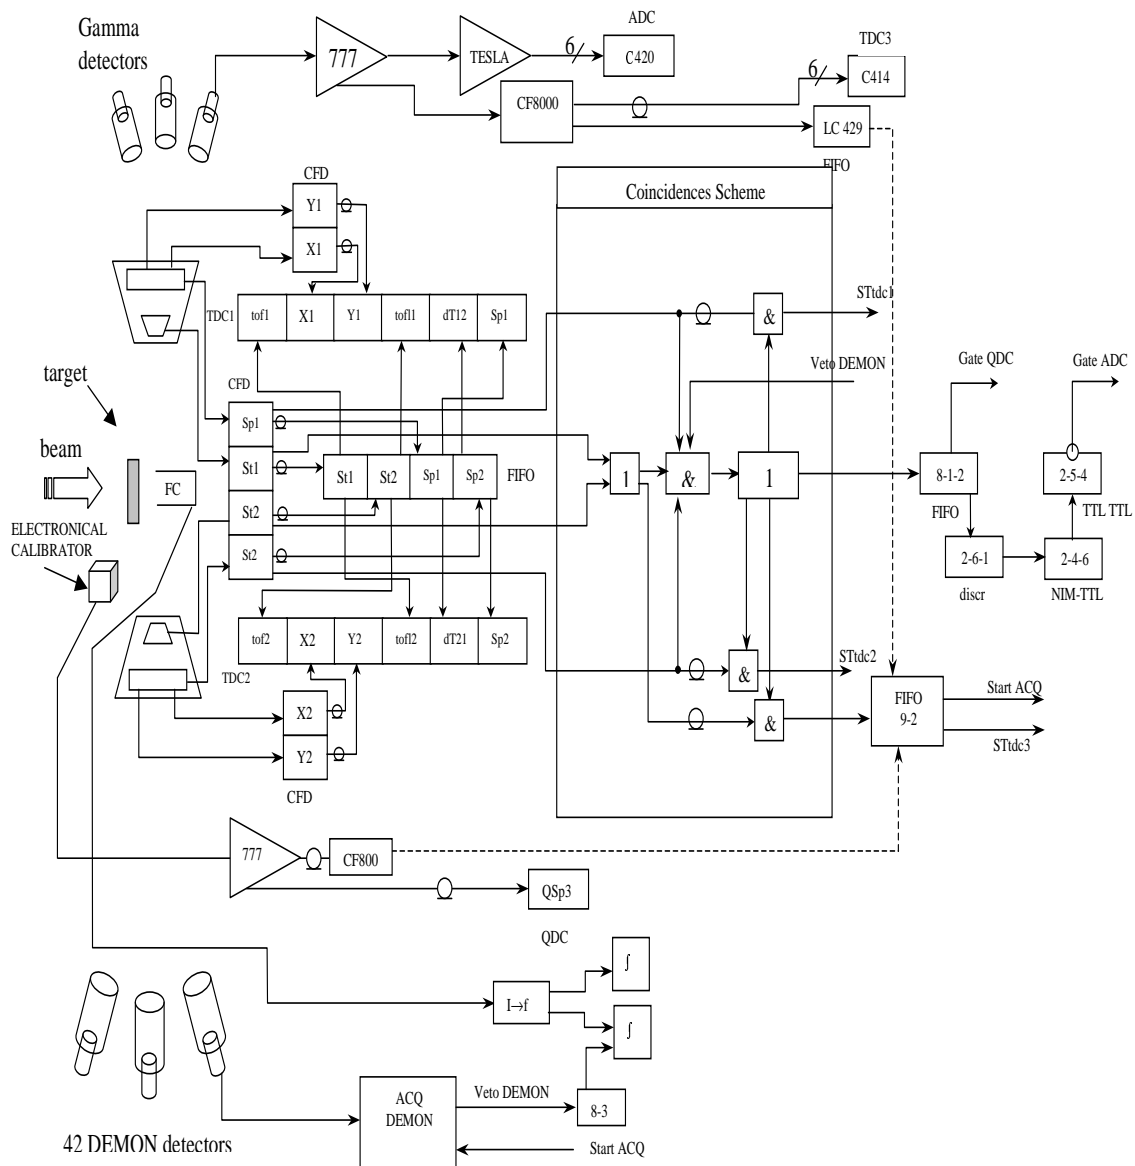 Gamma
detectors
777
TESLA
6/
ADC
C420
TDC3
6/
C414
CF8000
LC 429
FIFO
Coincidences Scheme
CFD
Y1
X1
TDC1
tof1
X1
Y1
tofl1
dT12
Sp1
&
STtdc1
Veto DEMON
Gate QDC
Gate ADC
target
CFD
Sp1
St1
St2
St2
St1
St2
Sp1
Sp2
FIFO
1
&
1
8-1-2
FIFO
2-5-4
TTL TTL
beam
FC
ELECTRONICAL
CALIBRATOR
2-6-1
discr
2-4-6
NIM-TTL
tof2
X2
Y2
tofl2
dT21
Sp2
TDC2
&
STtdc2
&
FIFO
9-2
Start ACQ
STtdc3
X2
Y2
CFD
777
CF800
QSp3
QDC
I→f
∫
∫
ACQ
DEMON
Veto DEMON
8-3
Start ACQ
42 DEMON detectors